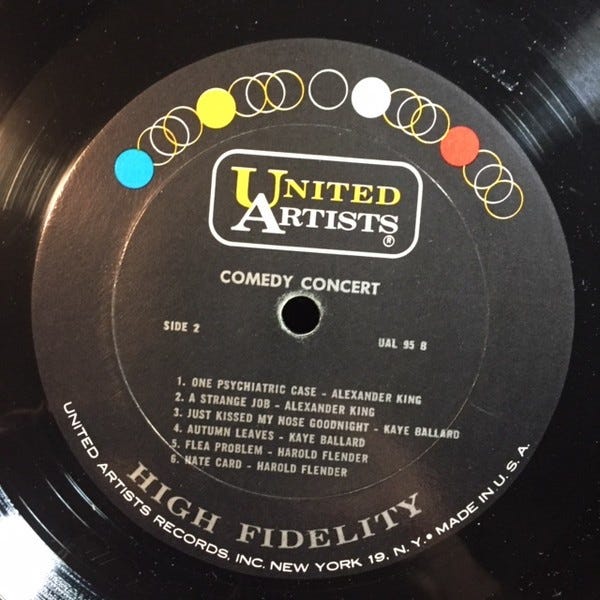 UNITED
ARTISTS
®
COMEDY CONCERT
SIDE 2
UAL 95 B
1. ONE PSYCHIATRIC CASE - ALEXANDER KING
2. A STRANGE JOB - ALEXANDER KING
3. JUST KISSED MY NOSE GOODNIGHT - KAYE BALLARD
4. AUTUMN LEAVES - KAYE BALLARD
5. FLEA PROBLEM - HAROLD FLENDER
6. HATE CARD - HAROLD FLENDER
HIGH FIDELITY
UNITED ARTISTS RECORDS, INC. NEW YORK 19, N.Y. • MADE IN U.S.A.